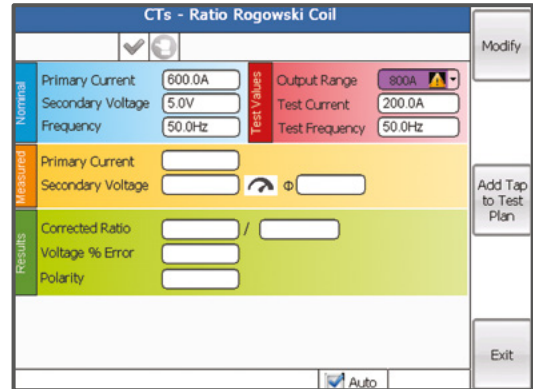 CTs - Ratio Rogowski Coil
Modify
Nominal
Primary Current 600.0A
Secondary Voltage 5.0V
Frequency 50.0Hz
Test Values
Output Range 800A
Test Current 200.0A
Test Frequency 50.0Hz
Measured
Primary Current
Secondary Voltage Φ
Add Tap
to Test
Plan
Results
Corrected Ratio /
Voltage % Error
Polarity
Auto
Exit